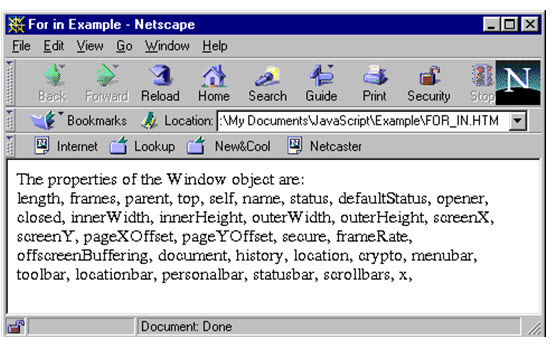 For in Example - Netscape
File Edit View Go Window Help
Back Forward Reload Home Search Guide Print Security Stop N
Bookmarks Location: :\My Documents\JavaScript\Example\FOR_IN.HTM
Internet Lookup New&Cool Netcaster
The properties of the Window object are:
length, frames, parent, top, self, name, status, defaultStatus, opener,
closed, innerWidth, innerHeight, outerWidth, outerHeight, screenX,
screenY, pageXOffset, pageYOffset, secure, frameRate,
offscreenBuffering, document, history, location, crypto, menubar,
toolbar, locationbar, personalbar, statusbar, scrollbars, x,
Document: Done